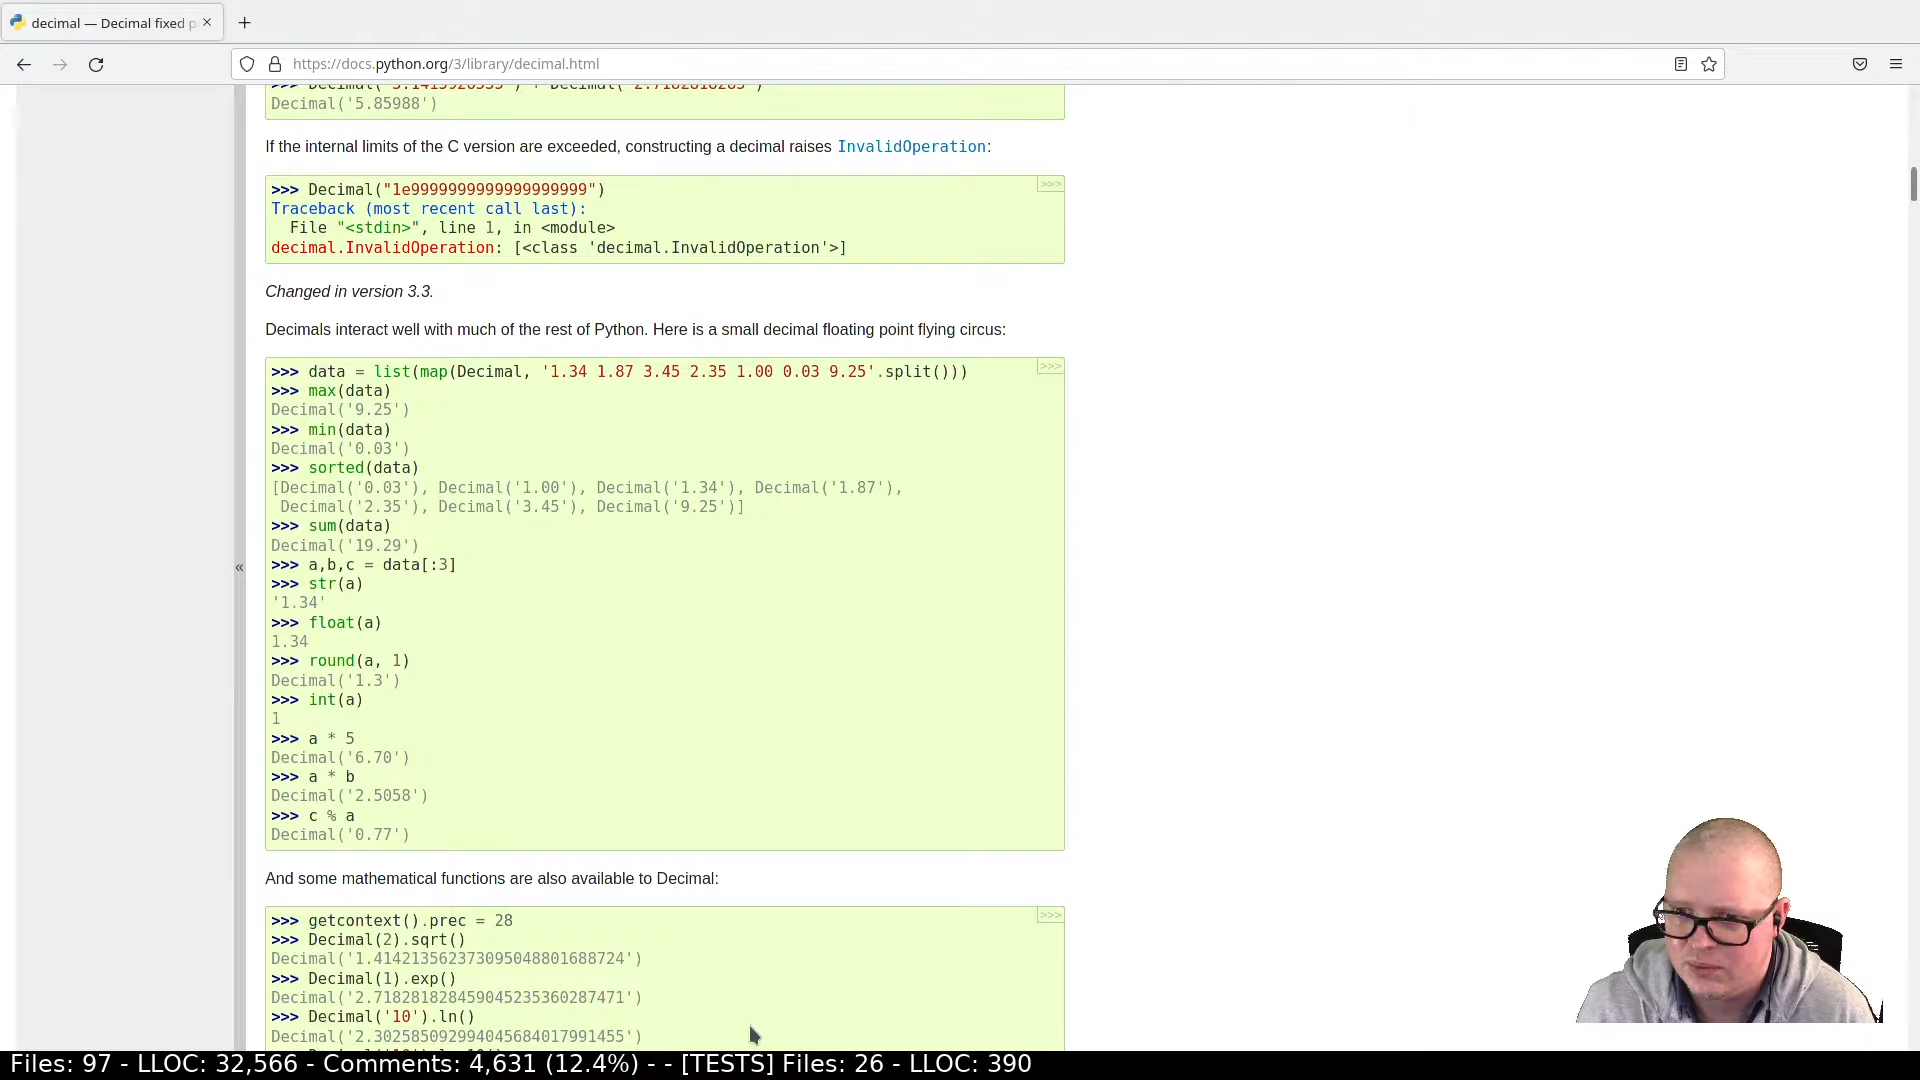 decimal — Decimal fixed p
https://docs.python.org/3/library/decimal.html
>>> Decimal('3.1415926535') + Decimal('2.7182818285')
Decimal('5.85988')
If the internal limits of the C version are exceeded, constructing a decimal raises InvalidOperation:
>>>
>>> Decimal("1e9999999999999999999")
Traceback (most recent call last):
  File "<stdin>", line 1, in <module>
decimal.InvalidOperation: [<class 'decimal.InvalidOperation'>]
Changed in version 3.3.
Decimals interact well with much of the rest of Python. Here is a small decimal floating point flying circus:
>>>
>>> data = list(map(Decimal, '1.34 1.87 3.45 2.35 1.00 0.03 9.25'.split()))
>>> max(data)
Decimal('9.25')
>>> min(data)
Decimal('0.03')
>>> sorted(data)
[Decimal('0.03'), Decimal('1.00'), Decimal('1.34'), Decimal('1.87'),
 Decimal('2.35'), Decimal('3.45'), Decimal('9.25')]
>>> sum(data)
Decimal('19.29')
>>> a,b,c = data[:3]
>>> str(a)
'1.34'
>>> float(a)
1.34
>>> round(a, 1)
Decimal('1.3')
>>> int(a)
1
>>> a * 5
Decimal('6.70')
>>> a * b
Decimal('2.5058')
>>> c % a
Decimal('0.77')
«
And some mathematical functions are also available to Decimal:
>>>
>>> getcontext().prec = 28
>>> Decimal(2).sqrt()
Decimal('1.414213562373095048801688724')
>>> Decimal(1).exp()
Decimal('2.718281828459045235360287471')
>>> Decimal('10').ln()
Decimal('2.302585092994045684017991455')
Files: 97 - LLOC: 32,566 - Comments: 4,631 (12.4%) - - [TESTS] Files: 26 - LLOC: 390